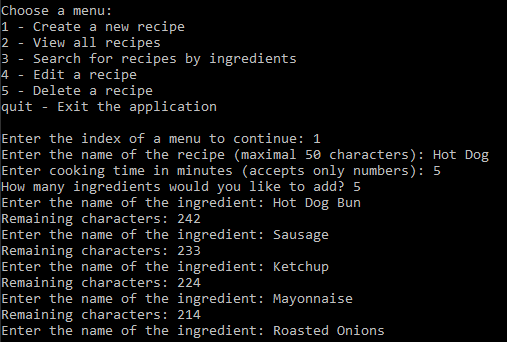 Choose a menu:
1 - Create a new recipe
2 - View all recipes
3 - Search for recipes by ingredients
4 - Edit a recipe
5 - Delete a recipe
quit - Exit the application
Enter the index of a menu to continue: 1
Enter the name of the recipe (maximal 50 characters): Hot Dog
Enter cooking time in minutes (accepts only numbers): 5
How many ingredients would you like to add? 5
Enter the name of the ingredient: Hot Dog Bun
Remaining characters: 242
Enter the name of the ingredient: Sausage
Remaining characters: 233
Enter the name of the ingredient: Ketchup
Remaining characters: 224
Enter the name of the ingredient: Mayonnaise
Remaining characters: 214
Enter the name of the ingredient: Roasted Onions